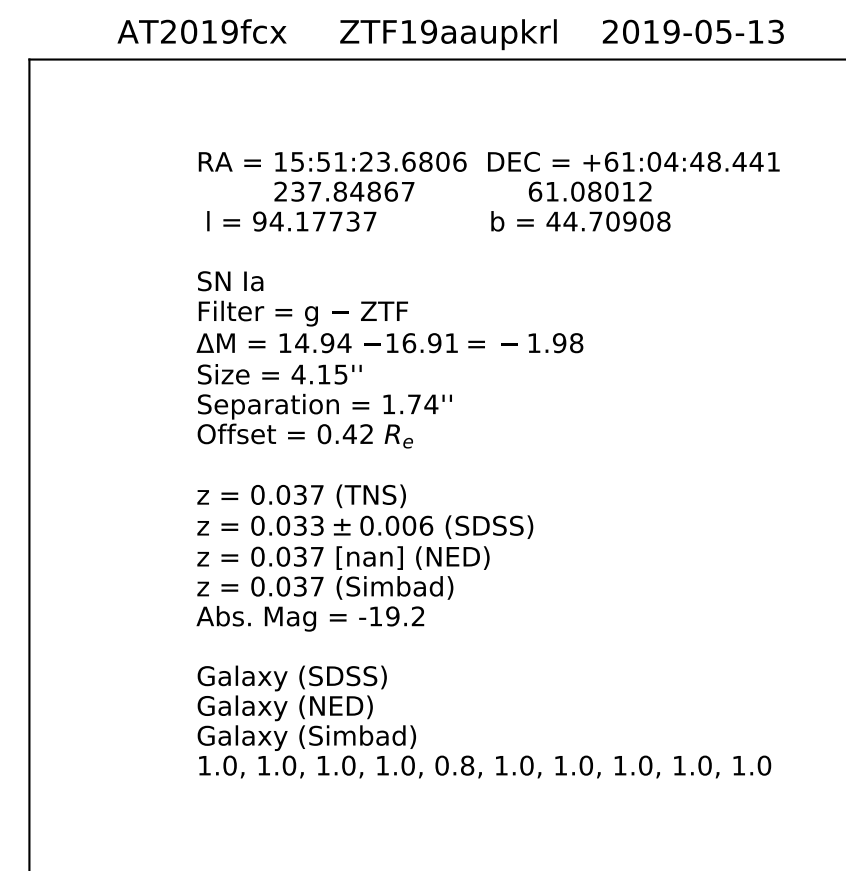 AT2019fcx ZTF19aaupkrl 2019-05-13
RA = 15:51:23.6806 DEC = +61:04:48.441
237.84867 61.08012
l = 94.17737 b = 44.70908
SN Ia
Filter = g − ZTF
ΔM = 14.94 −16.91 = − 1.98
Size = 4.15''
Separation = 1.74''
Offset = 0.42 Re
z = 0.037 (TNS)
z = 0.033 ± 0.006 (SDSS)
z = 0.037 [nan] (NED)
z = 0.037 (Simbad)
Abs. Mag = -19.2
Galaxy (SDSS)
Galaxy (NED)
Galaxy (Simbad)
1.0, 1.0, 1.0, 1.0, 0.8, 1.0, 1.0, 1.0, 1.0, 1.0